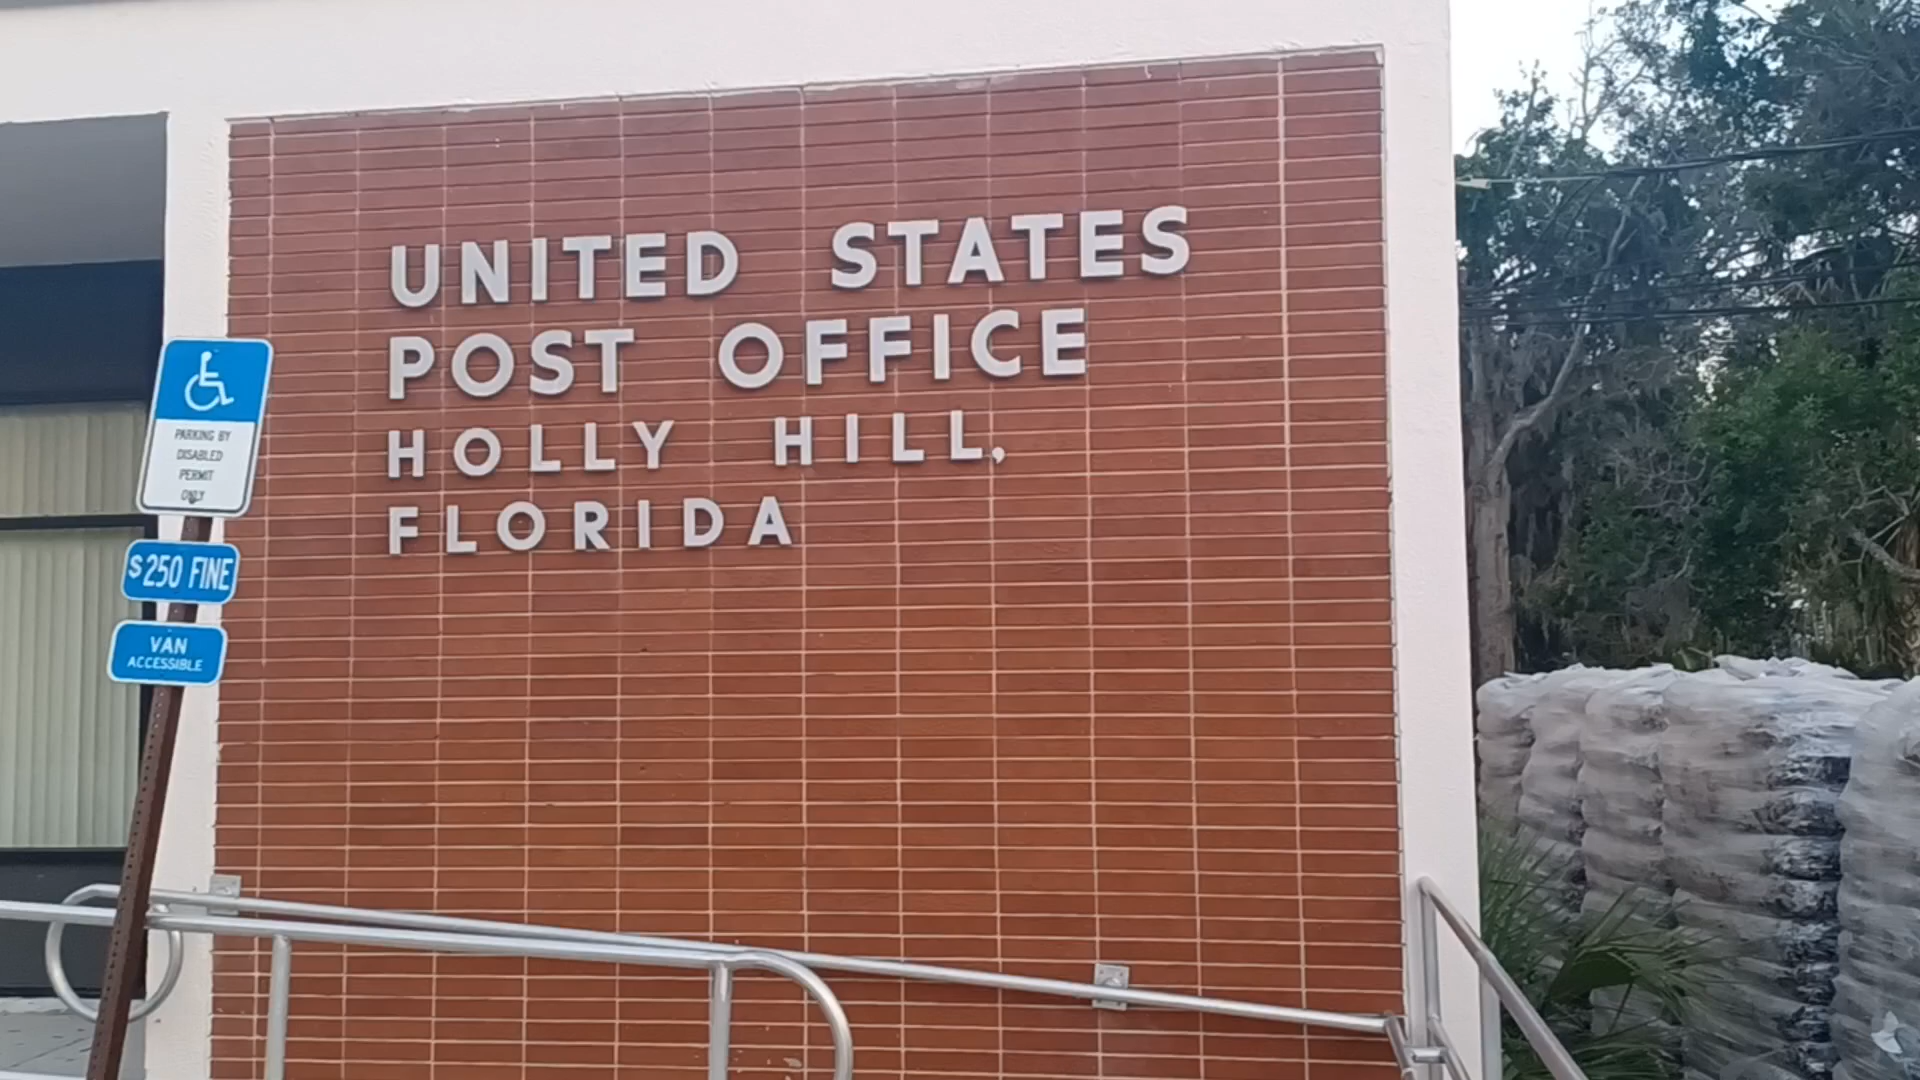 UNITED STATES
POST OFFICE
HOLLY HILL,
FLORIDA
PARKING BY
DISABLED
PERMIT
ONLY
$250 FINE
VAN
ACCESSIBLE